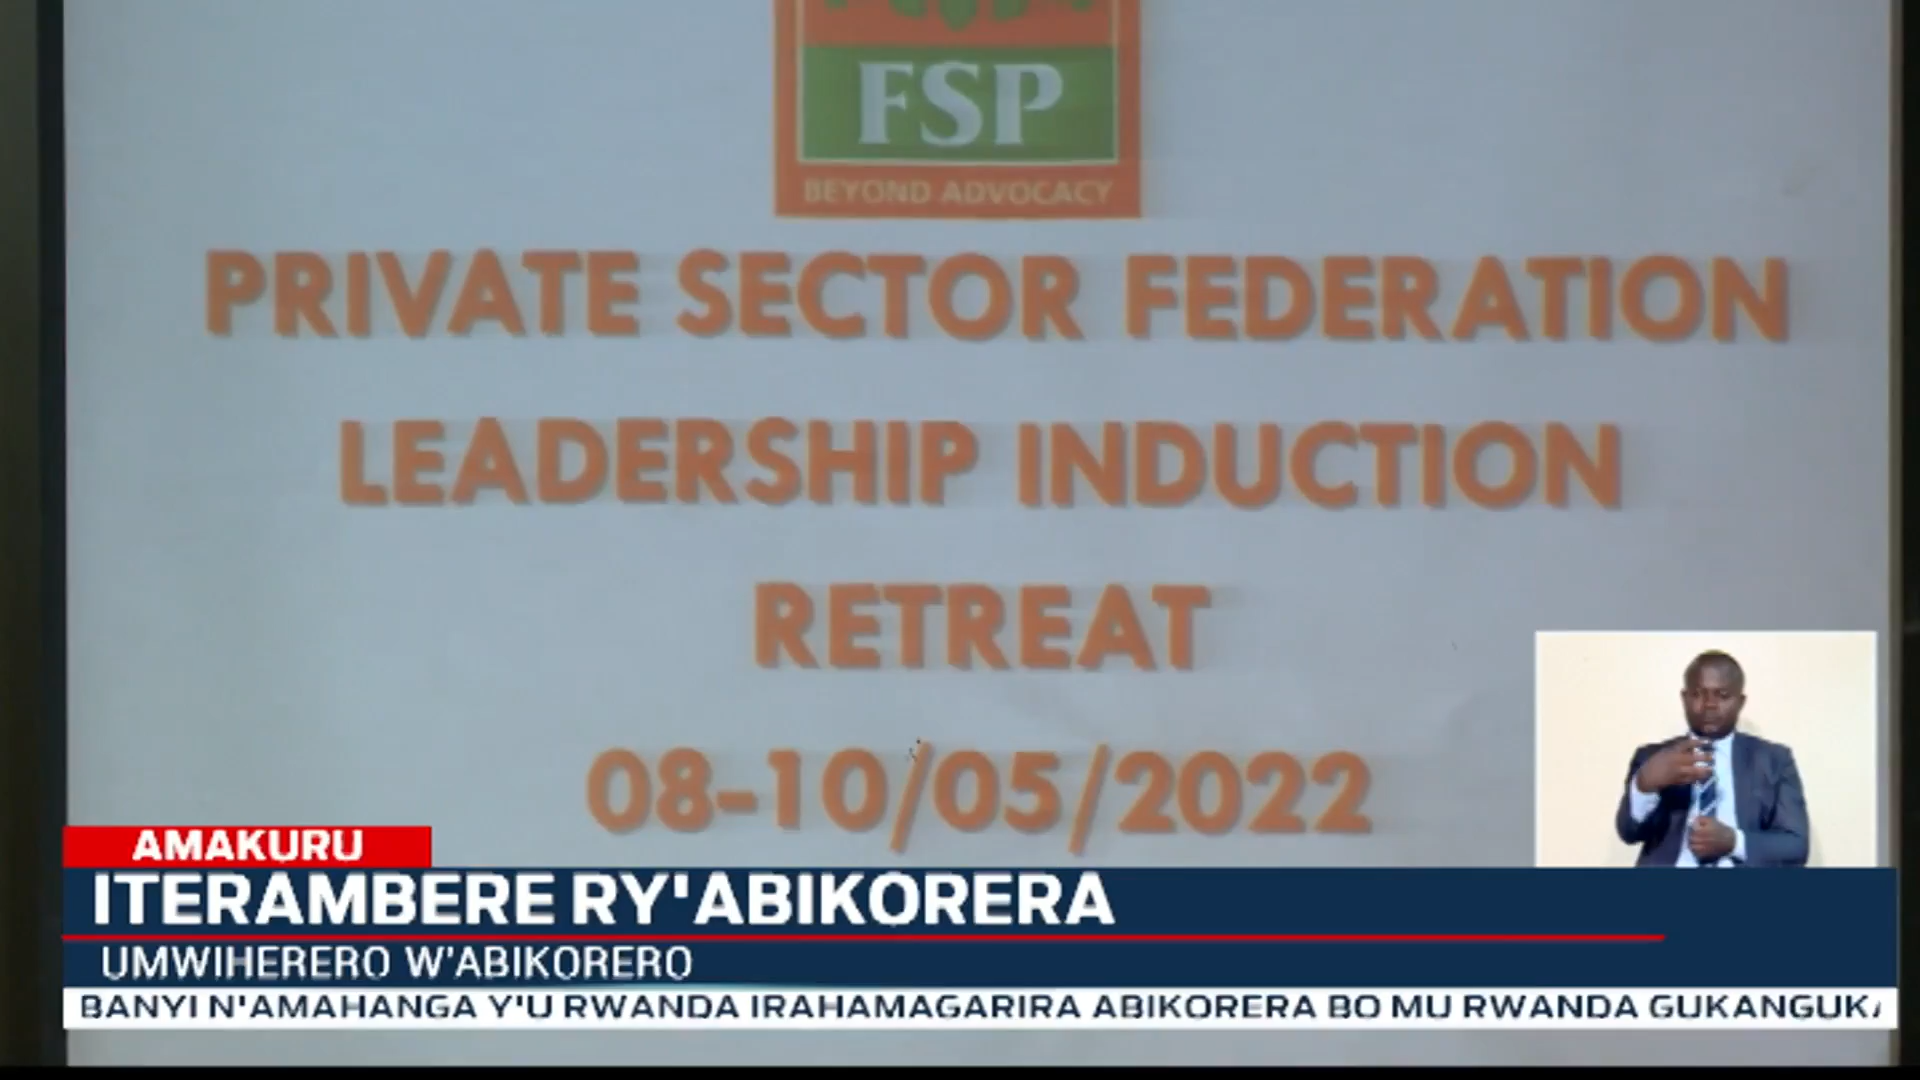 FSP
BEYOND ADVOCACY
PRIVATE SECTOR FEDERATION
LEADERSHIP INDUCTION
RETREAT
08-10/05/2022
AMAKURU
ITERAMBERE RY'ABIKORERA
UMWIHERERO W'ABIKORERO
BANYI N'AMAHANGA Y'U RWANDA IRAHAMAGARIRA ABIKORERA BO MU RWANDA